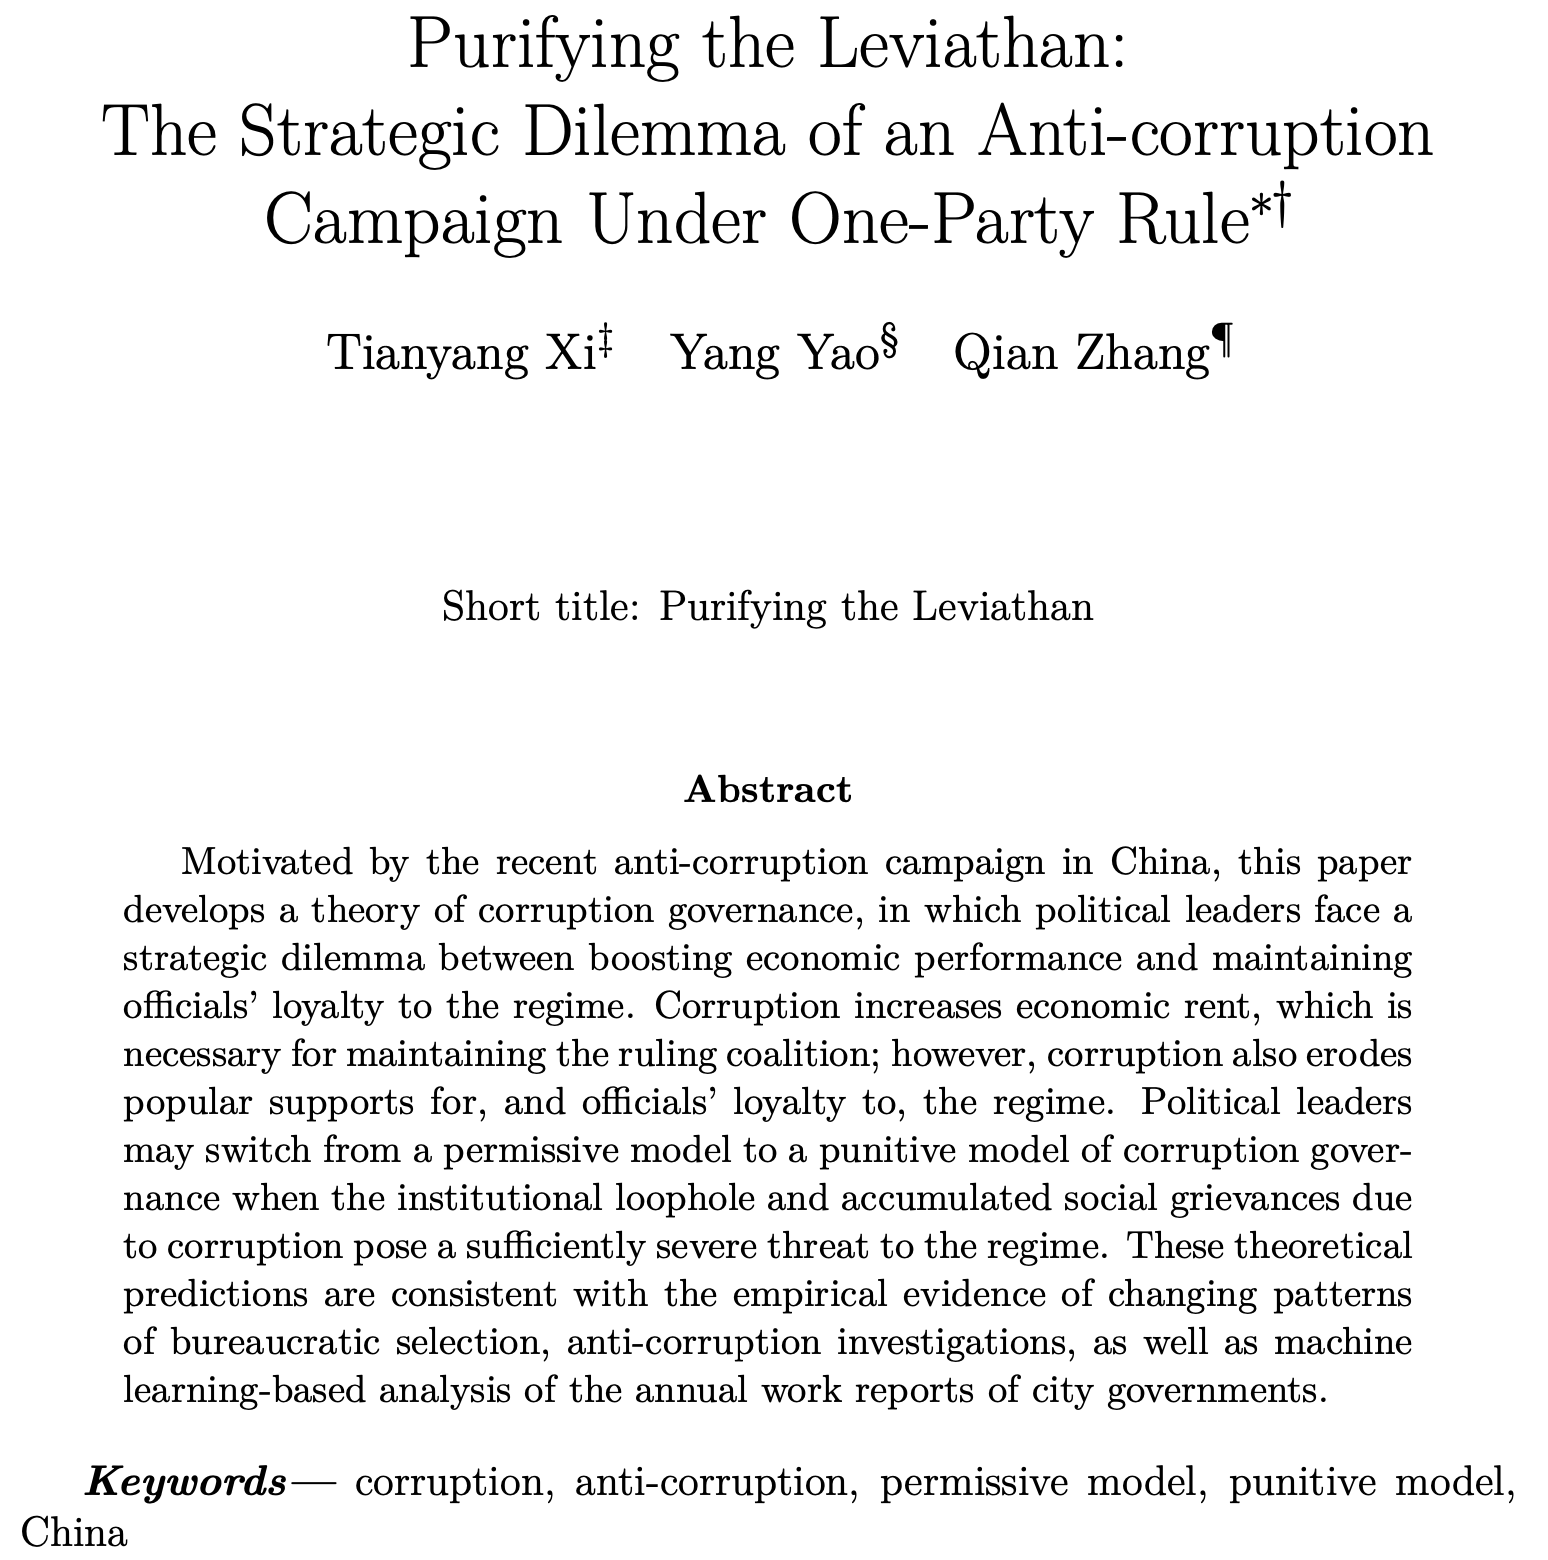 Purifying the Leviathan:
The Strategic Dilemma of an Anti-corruption
Campaign Under One-Party Rule*†
Tianyang Xi‡ Yang Yao§ Qian Zhang¶
Short title: Purifying the Leviathan
Abstract
Motivated by the recent anti-corruption campaign in China, this paper
develops a theory of corruption governance, in which political leaders face a
strategic dilemma between boosting economic performance and maintaining
officials’ loyalty to the regime. Corruption increases economic rent, which is
necessary for maintaining the ruling coalition; however, corruption also erodes
popular supports for, and officials’ loyalty to, the regime. Political leaders
may switch from a permissive model to a punitive model of corruption gover-
nance when the institutional loophole and accumulated social grievances due
to corruption pose a sufficiently severe threat to the regime. These theoretical
predictions are consistent with the empirical evidence of changing patterns
of bureaucratic selection, anti-corruption investigations, as well as machine
learning-based analysis of the annual work reports of city governments.
Keywords— corruption, anti-corruption, permissive model, punitive model,
China